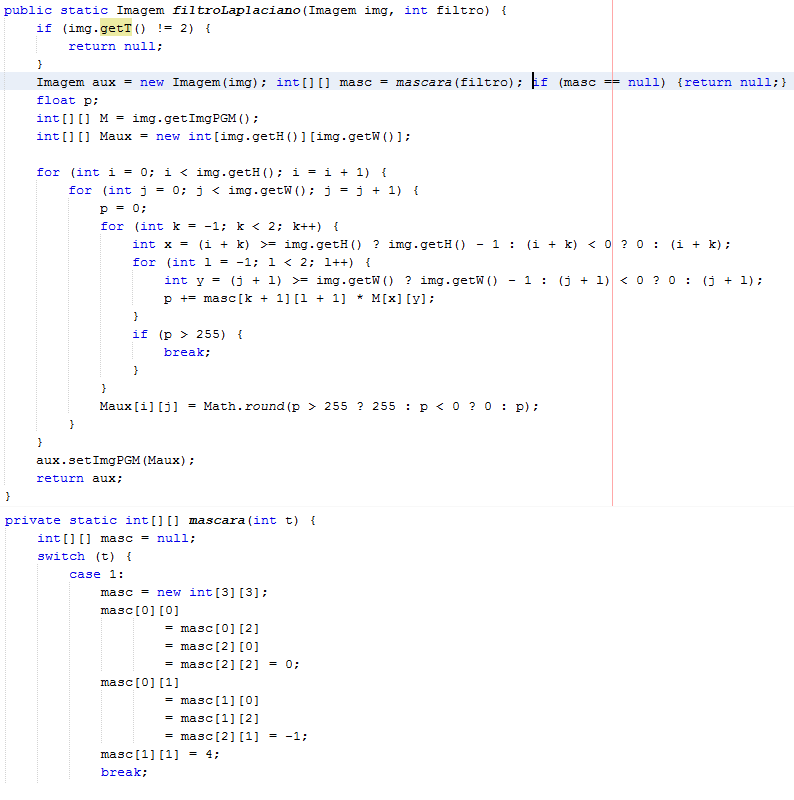 public static Imagem filtroLaplaciano(Imagem img, int filtro) {
    if (img.getT() != 2) {
        return null;
    }
    Imagem aux = new Imagem(img); int[][] masc = mascara(filtro); if (masc == null) {return null;}
    float p;
    int[][] M = img.getImgPGM();
    int[][] Maux = new int[img.getH()][img.getW()];

    for (int i = 0; i < img.getH(); i = i + 1) {
        for (int j = 0; j < img.getW(); j = j + 1) {
            p = 0;
            for (int k = -1; k < 2; k++) {
                int x = (i + k) >= img.getH() ? img.getH() - 1 : (i + k) < 0 ? 0 : (i + k);
                for (int l = -1; l < 2; l++) {
                    int y = (j + l) >= img.getW() ? img.getW() - 1 : (j + l) < 0 ? 0 : (j + l);
                    p += masc[k + 1][l + 1] * M[x][y];
                }
                if (p > 255) {
                    break;
                }
            }
            Maux[i][j] = Math.round(p > 255 ? 255 : p < 0 ? 0 : p);
        }
    }
    aux.setImgPGM(Maux);
    return aux;
}
private static int[][] mascara(int t) {
    int[][] masc = null;
    switch (t) {
        case 1:
            masc = new int[3][3];
            masc[0][0]
                    = masc[0][2]
                    = masc[2][0]
                    = masc[2][2] = 0;
            masc[0][1]
                    = masc[1][0]
                    = masc[1][2]
                    = masc[2][1] = -1;
            masc[1][1] = 4;
            break;